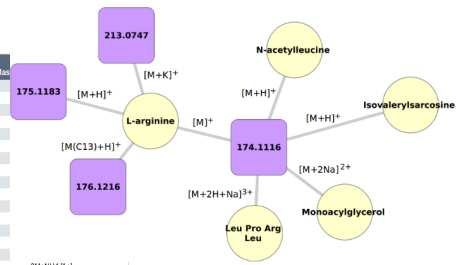 213.0747
N-acetylleucine
[M+K]+
las
175.1183
[M+H]+
[M+H]+
Isovalerylsarcosine
[M+H]+
L-arginine
[M]+
[M(C13)+H]+
174.1116
176.1216
[M+2Na]2+
[M+2H+Na]3+
Monoacylglycerol
Leu Pro Arg
Leu